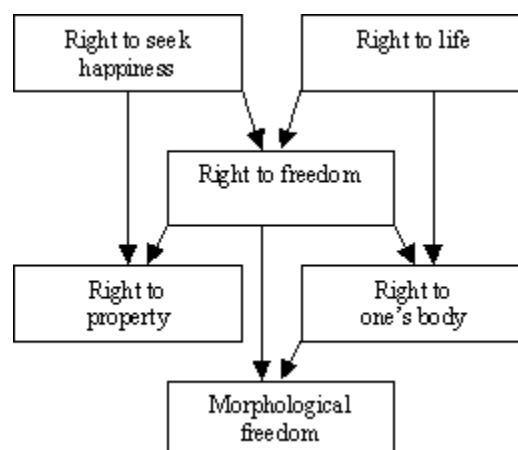 Right to seek
happiness
Right to life
Right to freedom
Right to
property
Right to
one's body
Morphological
freedom